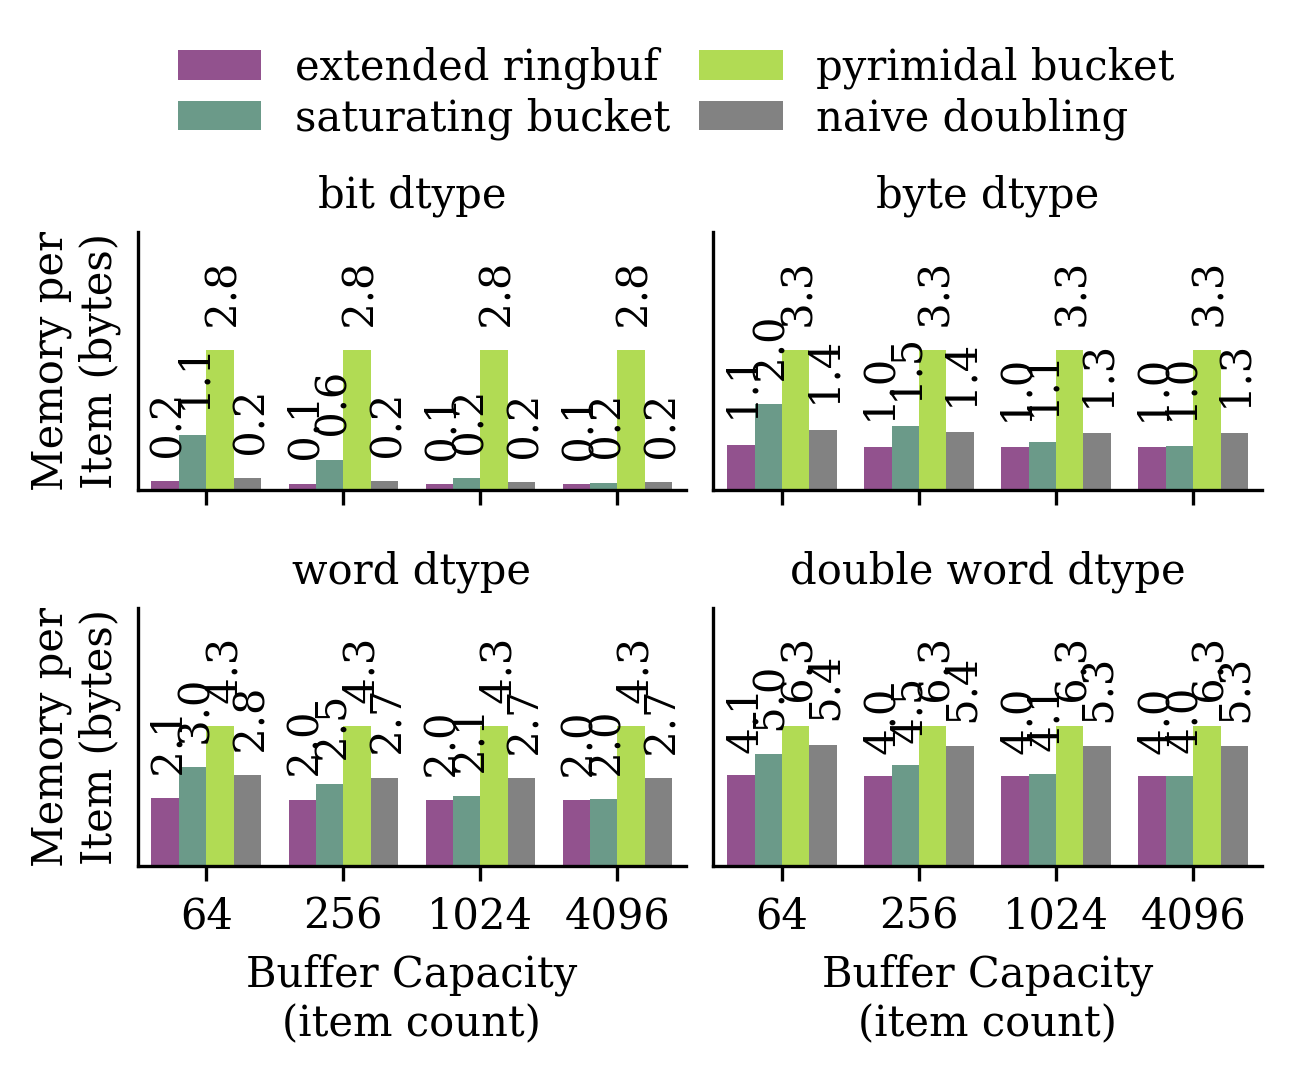 extended ringbuf
saturating bucket
pyrimidal bucket
naive doubling
bit dtype
Memory per
Item (bytes)
0.2 1.1 2.8 0.2
0.1 0.6 2.8 0.2
0.1 0.2 2.8 0.2
0.1 0.2 2.8 0.2
byte dtype
1.1 2.0 3.3 1.4
1.0 1.5 3.3 1.4
1.0 1.1 3.3 1.3
1.0 1.0 3.3 1.3
word dtype
Memory per
Item (bytes)
2.1 3.0 4.3 2.8
2.0 2.5 4.3 2.7
2.0 2.1 4.3 2.7
2.0 2.0 4.3 2.7
64 256 1024 4096
Buffer Capacity
(item count)
double word dtype
4.1 5.0 6.3 5.4
4.0 4.5 6.3 5.4
4.0 4.1 6.3 5.3
4.0 4.0 6.3 5.3
64 256 1024 4096
Buffer Capacity
(item count)